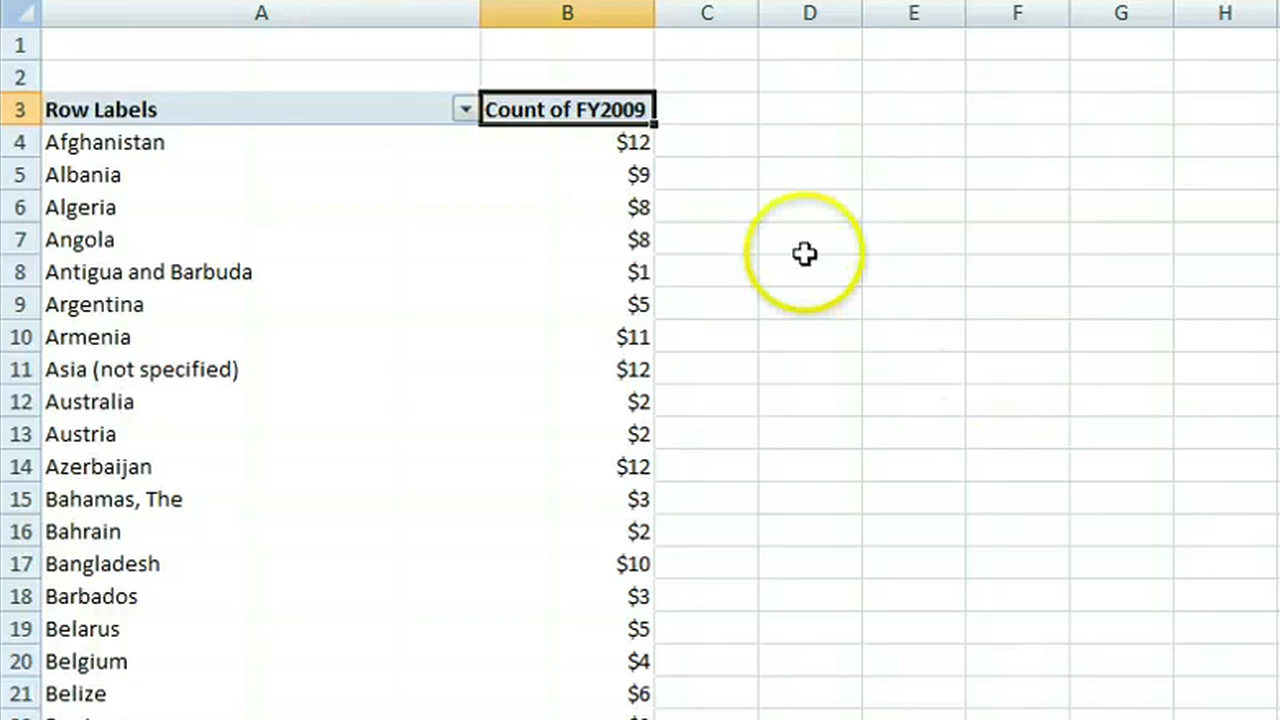 A B C D E F G H
1
2
3 Row Labels Count of FY2009
4 Afghanistan $12
5 Albania $9
6 Algeria $8
7 Angola $8
8 Antigua and Barbuda $1
9 Argentina $5
10 Armenia $11
11 Asia (not specified) $12
12 Australia $2
13 Austria $2
14 Azerbaijan $12
15 Bahamas, The $3
16 Bahrain $2
17 Bangladesh $10
18 Barbados $3
19 Belarus $5
20 Belgium $4
21 Belize $6